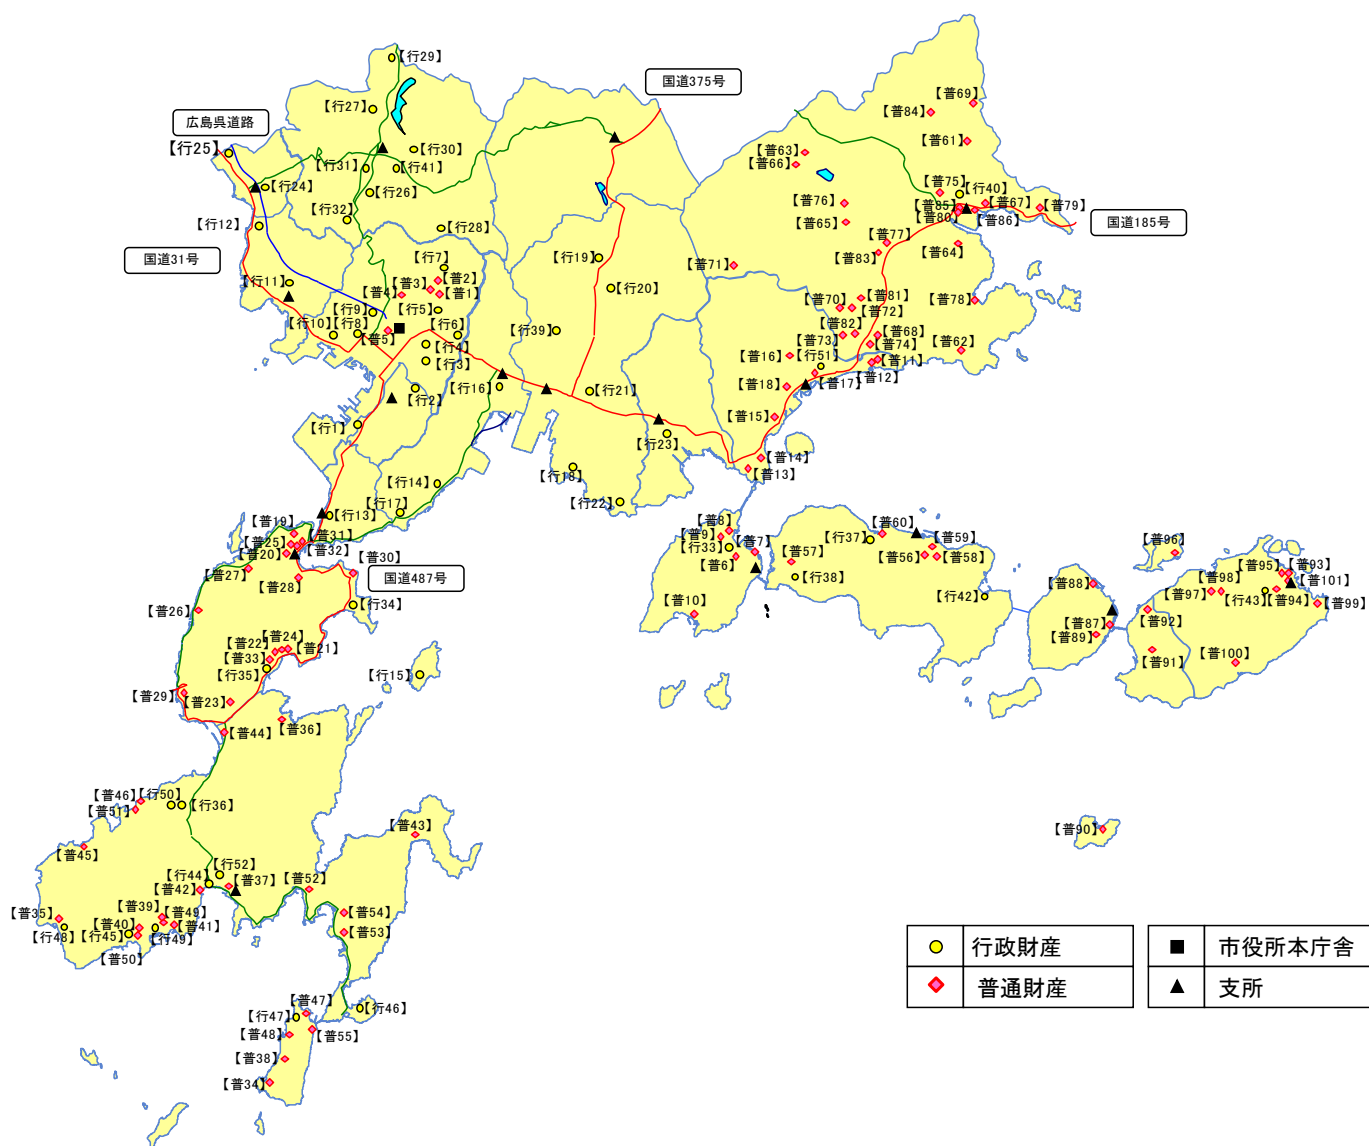 【行29】
国道375号
【行27】
【普69】
【普84】
広島呉道路
【行25】
【行30】
【普61】
【普63】
【普66】
【行31】
【行41】
【行24】
【行26】
【普75】
【行40】
【普76】
【普85】
【普67】
【普79】
【行32】
【普80】
【普86】
【行12】
【行28】
【普65】
国道185号
国道31号
【行7】
【行19】
【普77】
【普83】
【普64】
【普71】
【行11】
【普3】
【普2】
【普4】
【普1】
【行20】
【普81】
【普70】
【普72】
【普78】
【行9】
【行5】
【行10】
【行8】
【普5】
【行6】
【行39】
【普82】
【普68】
【普73】
【普74】
【行4】
【行3】
【普16】
【行51】
【普11】
【普62】
【普12】
【行16】
【行2】
【行21】
【普18】
【普17】
【普15】
【行1】
【行23】
【普14】
【普13】
【行18】
【行14】
【行22】
【行17】
【行13】
【普19】
【普8】
【普60】
【普31】
【普9】
【普25】
【行33】
【普7】
【行37】
【普59】
【普20】
【普32】
【普30】
【普6】
【普57】
【普56】
【普58】
【普96】
【普27】
【普28】
国道487号
【行38】
【普88】
【普95】
【普93】
【普98】
【普101】
【普97】
【行43】
【普94】
【普99】
【行42】
【普26】
【行34】
【普10】
【普87】
【普92】
【普89】
【普24】
【普22】
【普21】
【普33】
【行35】
【普91】
【普100】
【行15】
【普29】
【普23】
【普36】
【普44】
【普46】
【行50】
【普51】
【行36】
【普43】
【普90】
【普45】
【行52】
【行44】
【普37】
【普52】
【普42】
【普35】
【普39】
【普49】
【普54】
【普40】
【普41】
【行48】
【行45】
【行49】
【普53】
【普50】
【普47】
【行46】
【行47】
【普48】
【普55】
【普38】
【普34】
行政財産
市役所本庁舎
普通財産
支所